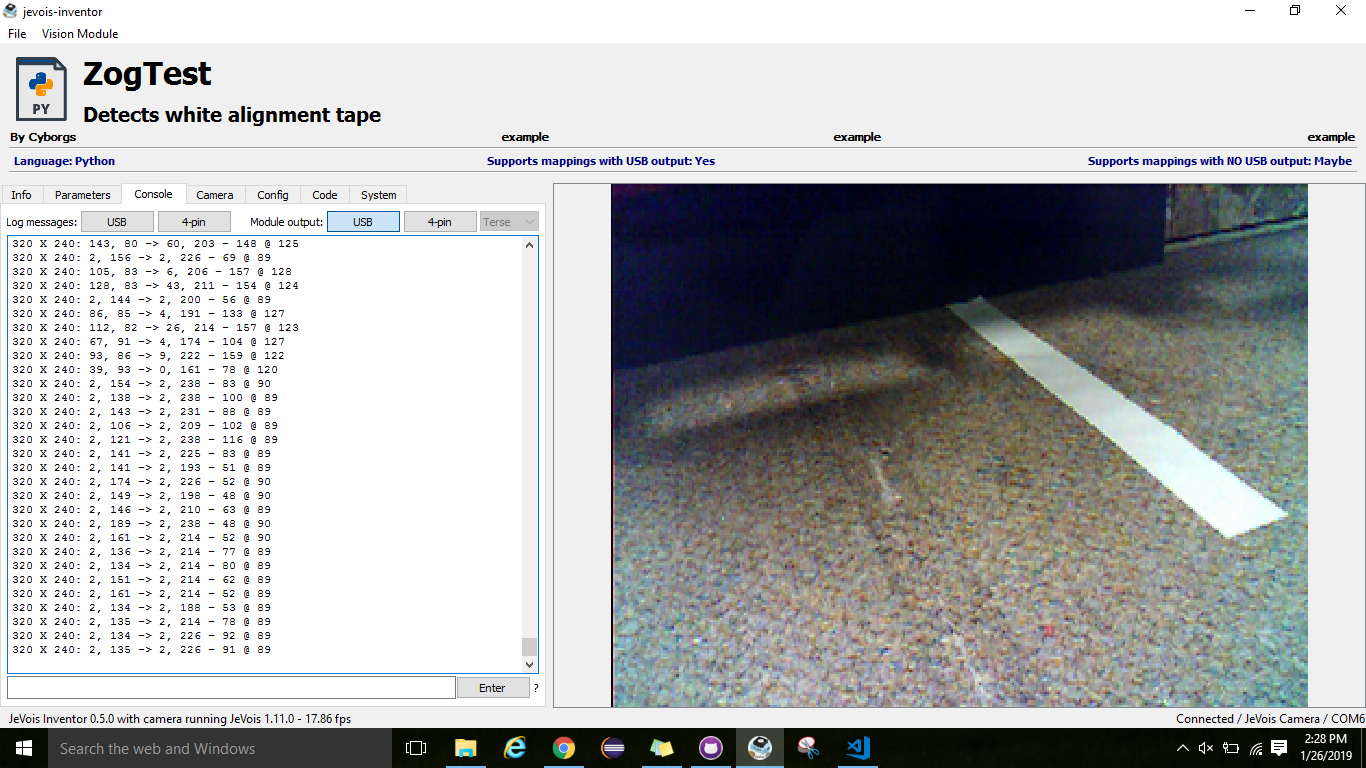 jevois-inventor
File Vision Module
PY
ZogTest
Detects white alignment tape
By Cyborgs example example example
Language: Python Supports mappings with USB output: Yes Supports mappings with NO USB output: Maybe
Info Parameters Console Camera Config Code System
Log messages: USB 4-pin Module output: USB 4-pin Terse
320 X 240: 143, 80 -> 60, 203 - 148 @ 125
320 X 240: 2, 156 -> 2, 226 - 69 @ 89
320 X 240: 105, 83 -> 6, 206 - 157 @ 128
320 X 240: 128, 83 -> 43, 211 - 154 @ 124
320 X 240: 2, 144 -> 2, 200 - 56 @ 89
320 X 240: 86, 85 -> 4, 191 - 133 @ 127
320 X 240: 112, 82 -> 26, 214 - 157 @ 123
320 X 240: 67, 91 -> 4, 174 - 104 @ 127
320 X 240: 93, 86 -> 9, 222 - 159 @ 122
320 X 240: 39, 93 -> 0, 161 - 78 @ 120
320 X 240: 2, 154 -> 2, 238 - 83 @ 90
320 X 240: 2, 138 -> 2, 238 - 100 @ 89
320 X 240: 2, 143 -> 2, 231 - 88 @ 89
320 X 240: 2, 106 -> 2, 209 - 102 @ 89
320 X 240: 2, 121 -> 2, 238 - 116 @ 89
320 X 240: 2, 141 -> 2, 225 - 83 @ 89
320 X 240: 2, 141 -> 2, 193 - 51 @ 89
320 X 240: 2, 174 -> 2, 226 - 52 @ 90
320 X 240: 2, 149 -> 2, 198 - 48 @ 90
320 X 240: 2, 146 -> 2, 210 - 63 @ 89
320 X 240: 2, 189 -> 2, 238 - 48 @ 90
320 X 240: 2, 161 -> 2, 214 - 52 @ 90
320 X 240: 2, 136 -> 2, 214 - 77 @ 89
320 X 240: 2, 134 -> 2, 214 - 80 @ 89
320 X 240: 2, 151 -> 2, 214 - 62 @ 89
320 X 240: 2, 161 -> 2, 214 - 52 @ 89
320 X 240: 2, 134 -> 2, 188 - 53 @ 89
320 X 240: 2, 135 -> 2, 214 - 78 @ 89
320 X 240: 2, 134 -> 2, 226 - 92 @ 89
320 X 240: 2, 135 -> 2, 226 - 91 @ 89
Enter ?
JeVois Inventor 0.5.0 with camera running JeVois 1.11.0 - 17.86 fps Connected / JeVois Camera / COM6
Search the web and Windows
2:28 PM
1/26/2019